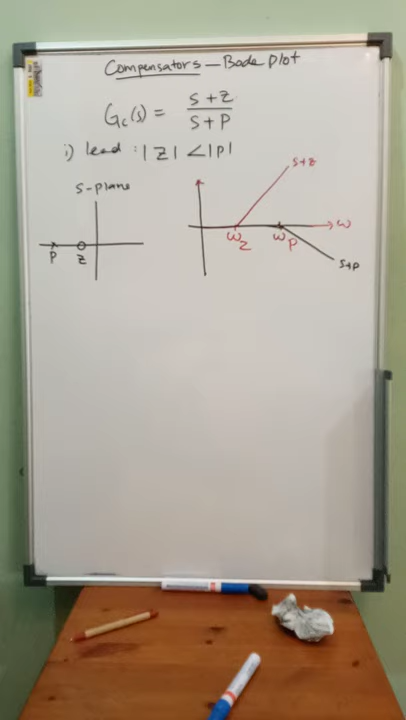 Compensators – Bode plot
Gc(s) = s+z / s+p
i) lead : |z| < |p|
s-plane
s+z
p z
ωz ωp ω
s+p